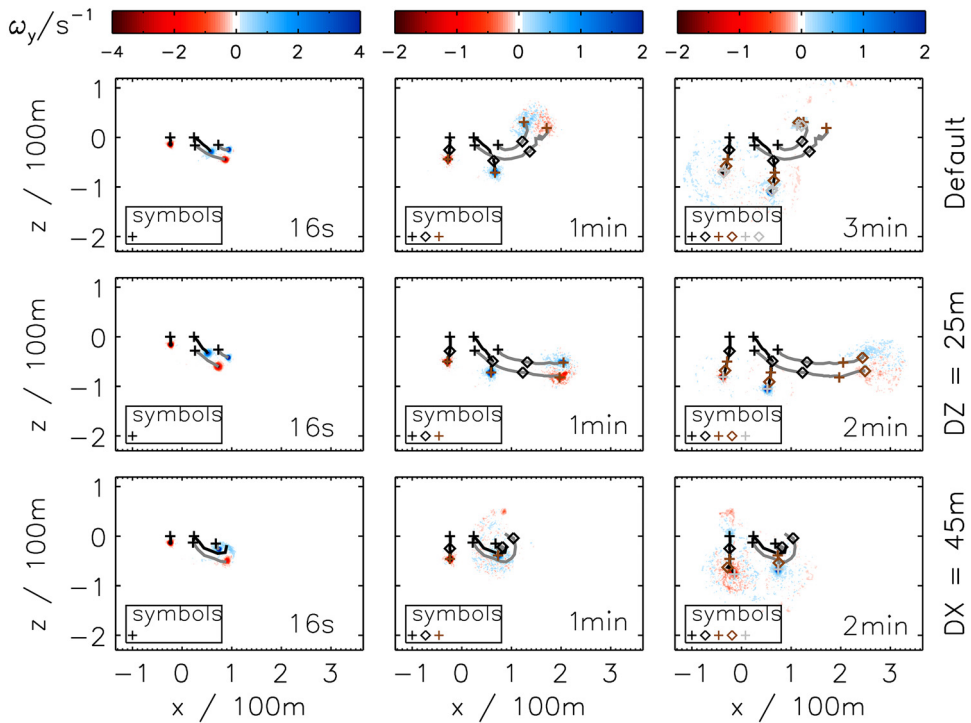 ω_y/s⁻¹
−4 −2 0 2 4
−2 −1 0 1 2
−2 −1 0 1 2
z / 100m
1
0
−1
−2
symbols
16s
symbols
1min
symbols
3min
Default
z / 100m
1
0
−1
−2
symbols
16s
symbols
1min
symbols
2min
DZ = 25m
z / 100m
1
0
−1
−2
symbols
16s
symbols
1min
symbols
2min
DX = 45m
−1 0 1 2 3
−1 0 1 2 3
−1 0 1 2 3
x / 100m
x / 100m
x / 100m